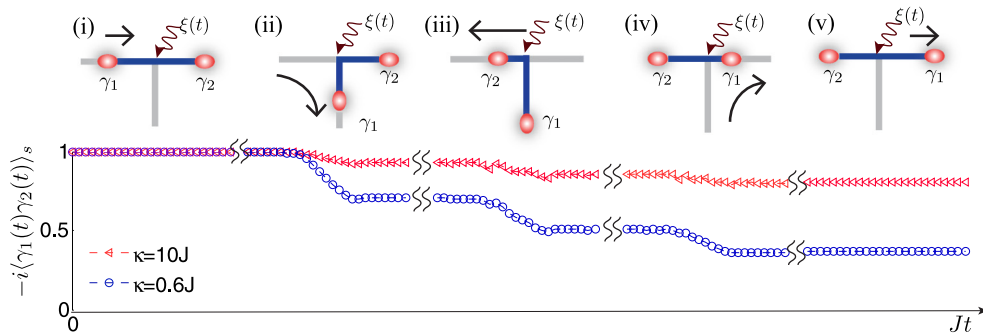 (i) ξ(t) (ii) ξ(t) (iii) ξ(t) (iv) ξ(t) (v) ξ(t)
γ₁ γ₂ γ₁ γ₂ γ₂ γ₁ γ₂ γ₁ γ₂ γ₁
−i⟨γ₁(t)γ₂(t)⟩ₛ
1
0.5
0
κ=10J
κ=0.6J
0 Jt